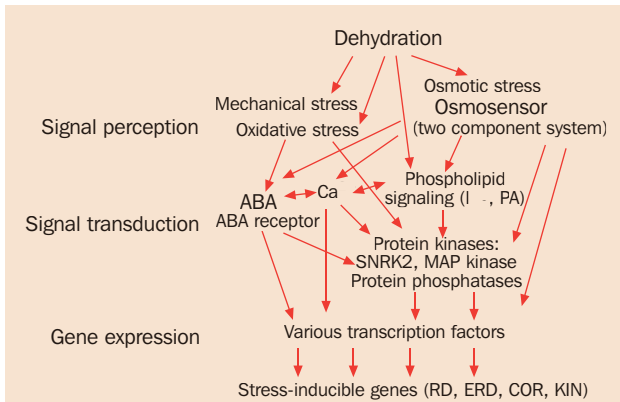 Dehydration
Osmotic stress
Mechanical stress
Osmosensor
Signal perception
Oxidative stress
(two component system)
Phospholipid
ABA
Ca
signaling (I , PA)
Signal transduction
ABA receptor
Protein kinases:
SNRK2, MAP kinase
Protein phosphatases
Gene expression
Various transcription factors
Stress-inducible genes (RD, ERD, COR, KIN)